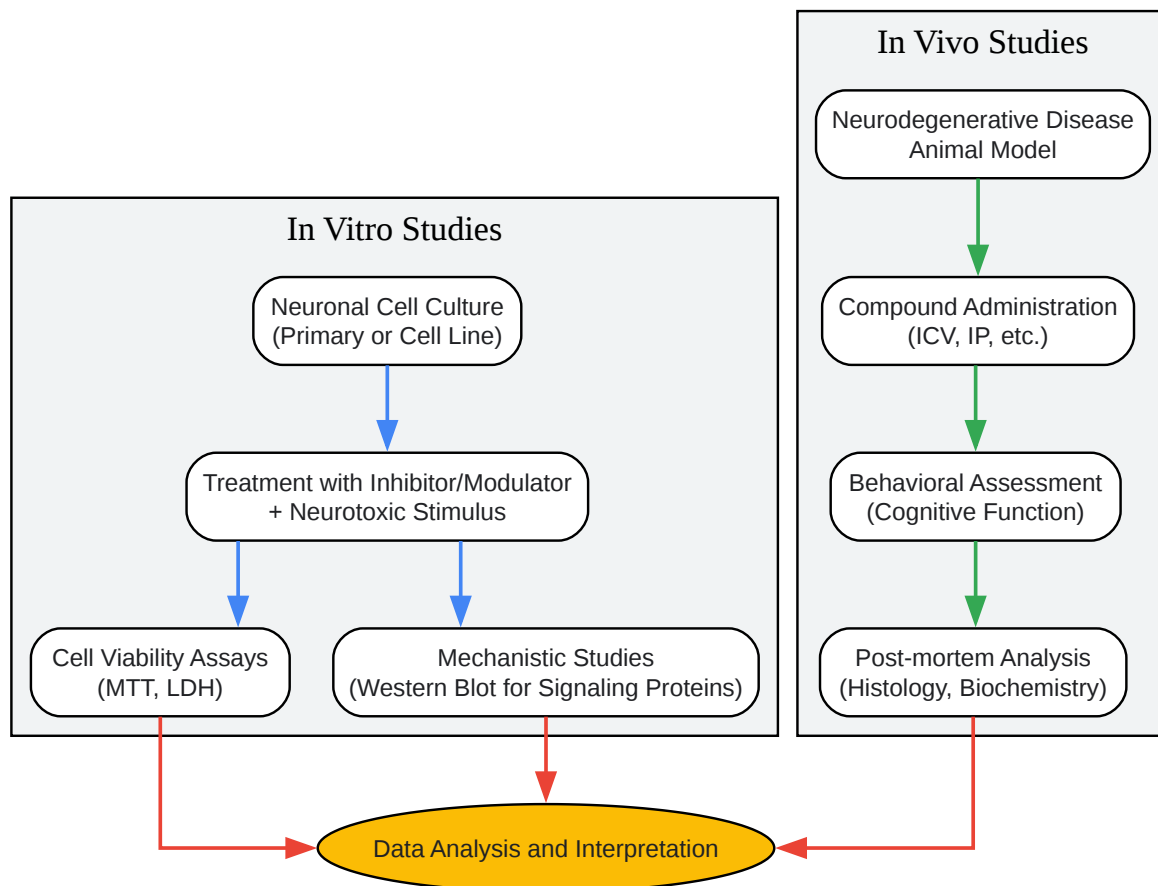 In Vitro Studies
Neuronal Cell Culture
(Primary or Cell Line)
Treatment with Inhibitor/Modulator
+ Neurotoxic Stimulus
Cell Viability Assays
(MTT, LDH)
Mechanistic Studies
(Western Blot for Signaling Proteins)
In Vivo Studies
Neurodegenerative Disease
Animal Model
Compound Administration
(ICV, IP, etc.)
Behavioral Assessment
(Cognitive Function)
Post-mortem Analysis
(Histology, Biochemistry)
Data Analysis and Interpretation